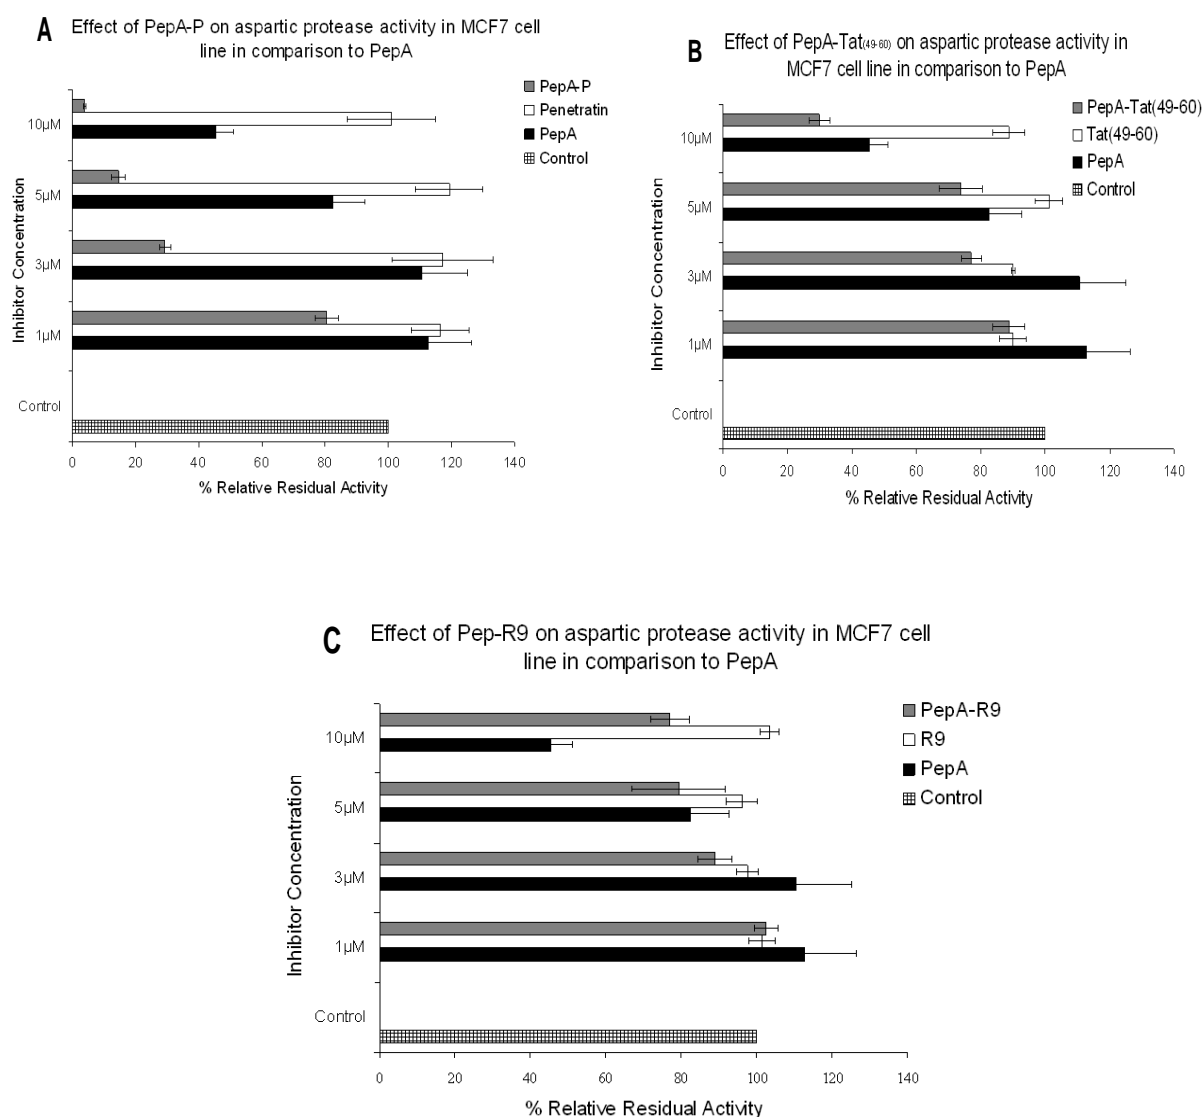 A
Effect of PepA-P on aspartic protease activity in MCF7 cell
line in comparison to PepA
PepA-P
Penetratin
PepA
Control
Inhibitor Concentration
10µM
5µM
3µM
1µM
Control
0 20 40 60 80 100 120 140
% Relative Residual Activity
B
Effect of PepA-Tat(49-60) on aspartic protease activity in
MCF7 cell line in comparison to PepA
PepA-Tat(49-60)
Tat(49-60)
PepA
Control
Inhibitor Concentration
10µM
5µM
3µM
1µM
Control
0 20 40 60 80 100 120 140
% Relative Residual Activity
C
Effect of Pep-R9 on aspartic protease activity in MCF7 cell
line in comparison to PepA
PepA-R9
R9
PepA
Control
Inhibitor Concentration
10µM
5µM
3µM
1µM
Control
0 20 40 60 80 100 120 140
% Relative Residual Activity